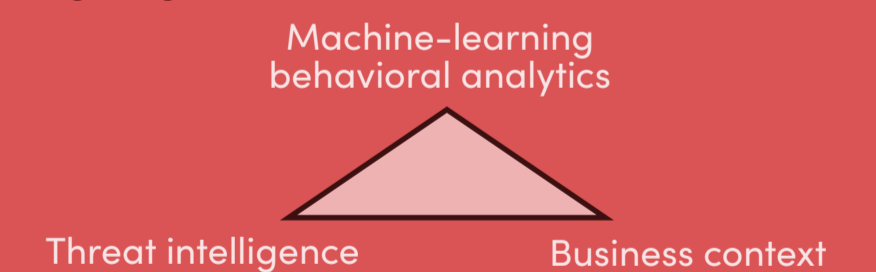 Machine-learning
behavioral analytics
Threat intelligence
Business context